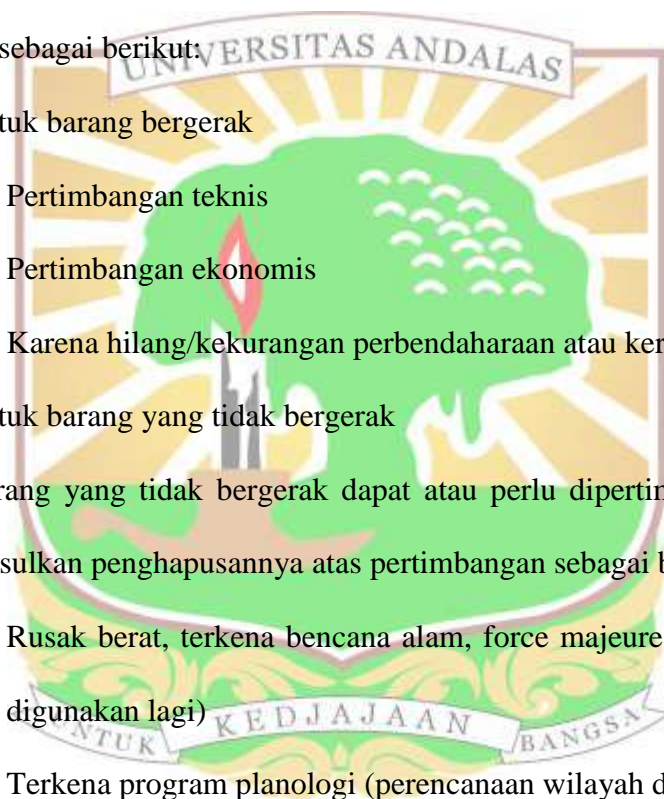 UNIVERSITAS ANDALAS
sebagai berikut:
tuk barang bergerak
Pertimbangan teknis
Pertimbangan ekonomis
Karena hilang/kekurangan perbendaharaan atau ker
tuk barang yang tidak bergerak
rang yang tidak bergerak dapat atau perlu dipertim
sulkan penghapusannya atas pertimbangan sebagai b
Rusak berat, terkena bencana alam, force majeure
digunakan lagi)
UNTUK KEDJAJAAN BANGSA
Terkena program planologi (perencanaan wilayah d